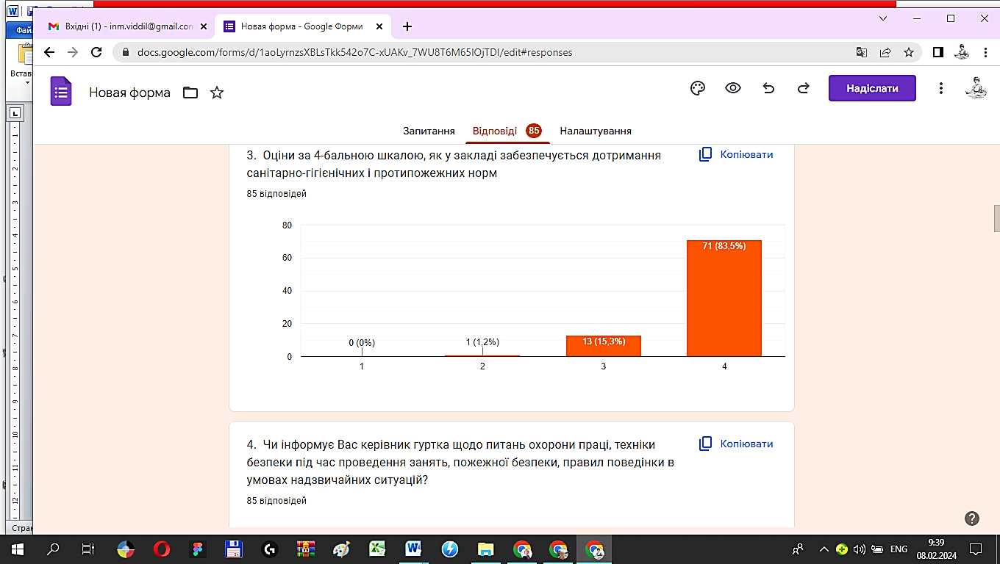 Фай
Встав
Стран
Вхідні (1) - inm.viddil@gmail.con
Новая форма - Google Форми
docs.google.com/forms/d/1aoLyrnzsXBLsTkk542o7C-xUAKv_7WU8T6M65IOjTDI/edit#responses
Новая форма
Надіслати
Запитання
Відповіді 85
Налаштування
3. Оціни за 4-бальною шкалою, як у закладі забезпечується дотримання
санітарно-гігієнічних і протипожежних норм
Копіювати
85 відповідей
80
60
40
20
0
0 (0%)
1 (1,2%)
13 (15,3%)
71 (83,5%)
1
2
3
4
4. Чи інформує Вас керівник гуртка щодо питань охорони праці, техніки
безпеки під час проведення занять, пожежної безпеки, правил поведінки в
умовах надзвичайних ситуацій?
Копіювати
85 відповідей
ENG
9:39
08.02.2024